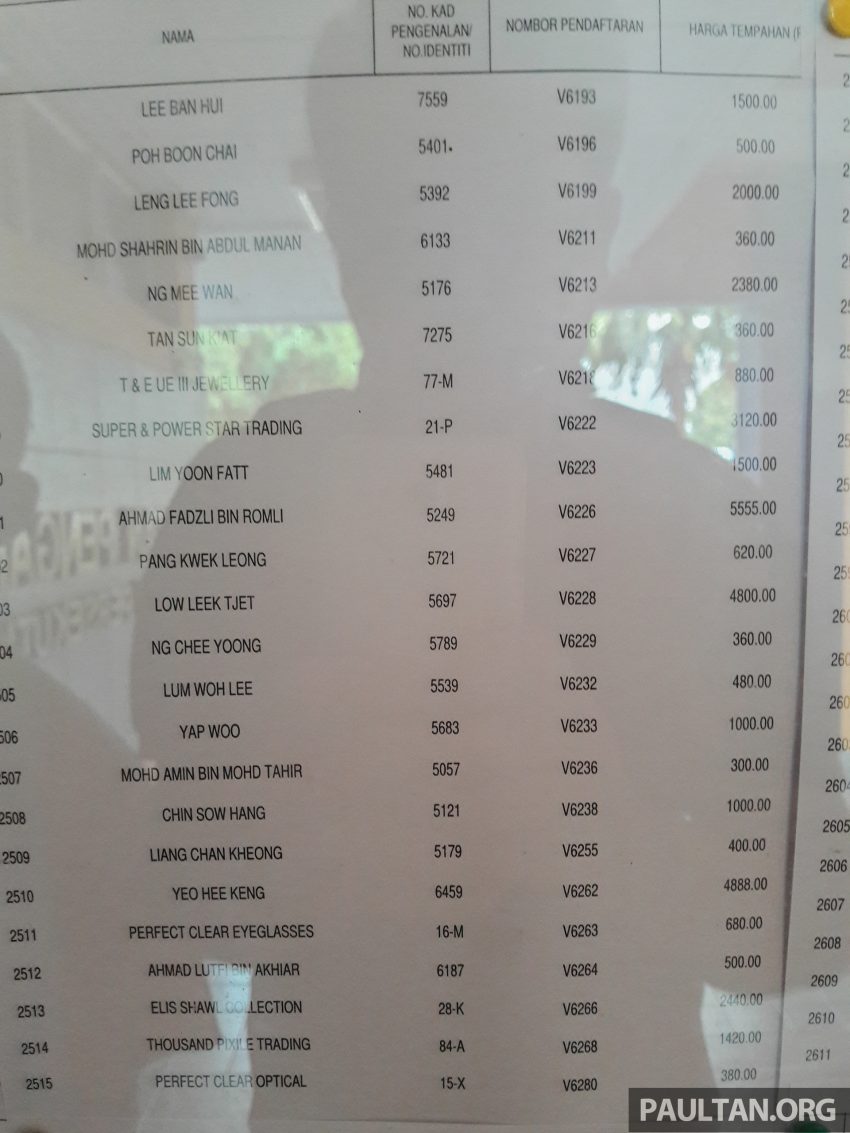 NAMA NO. KAD PENGENALAN/ NO.IDENTITI NOMBOR PENDAFTARAN HARGA TEMPAHAN
LEE BAN HUI 7559 V6193 1500.00
POH BOON CHAI 5401 V6196 500.00
LENG LEE FONG 5392 V6199 2000.00
MOHD SHAHRIN BIN ABDUL MANAN 6133 V6211 360.00
NG MEE WAN 5176 V6213 2380.00
TAN SUN KIAT 7275 V6216 360.00
T & E UE III JEWELLERY 77-M 880.00
SUPER & POWER STAR TRADING 21-P V6222 3120.00
LIM YOON FATT 5481 V6223 1500.00
AHMAD FADZLI BIN ROMLI 5249 V6226 5555.00
PANG KWEK LEONG 5721 V6227 620.00
LOW LEEK TJET 5697 V6228 4800.00
NG CHEE YOONG 5789 V6229 360.00
LUM WOH LEE 5539 V6232 480.00
YAP WOO 5683 V6233 1000.00
MOHD AMIN BIN MOHD TAHIR 5057 V6236 300.00
2508 CHIN SOW HANG 5121 V6238 1000.00
2509 LIANG CHAN KHEONG 5179 V6255 400.00 2605
2510 YEO HEE KENG 6459 V6262 4888.00 2606
2511 PERFECT CLEAR EYEGLASSES 16-M V6263 680.00 2607
2512 AHMAD LUTFI BIN AKHIAR 6187 V6264 500.00 2608
2513 ELIS SHAWL COLLECTION 28-K V6266 2440.00 2609
2514 THOUSAND PIXILE TRADING 84-A V6268 1420.00 2610
2515 PERFECT CLEAR OPTICAL 15-X V6280 380.00 2611
PAULTAN.ORG